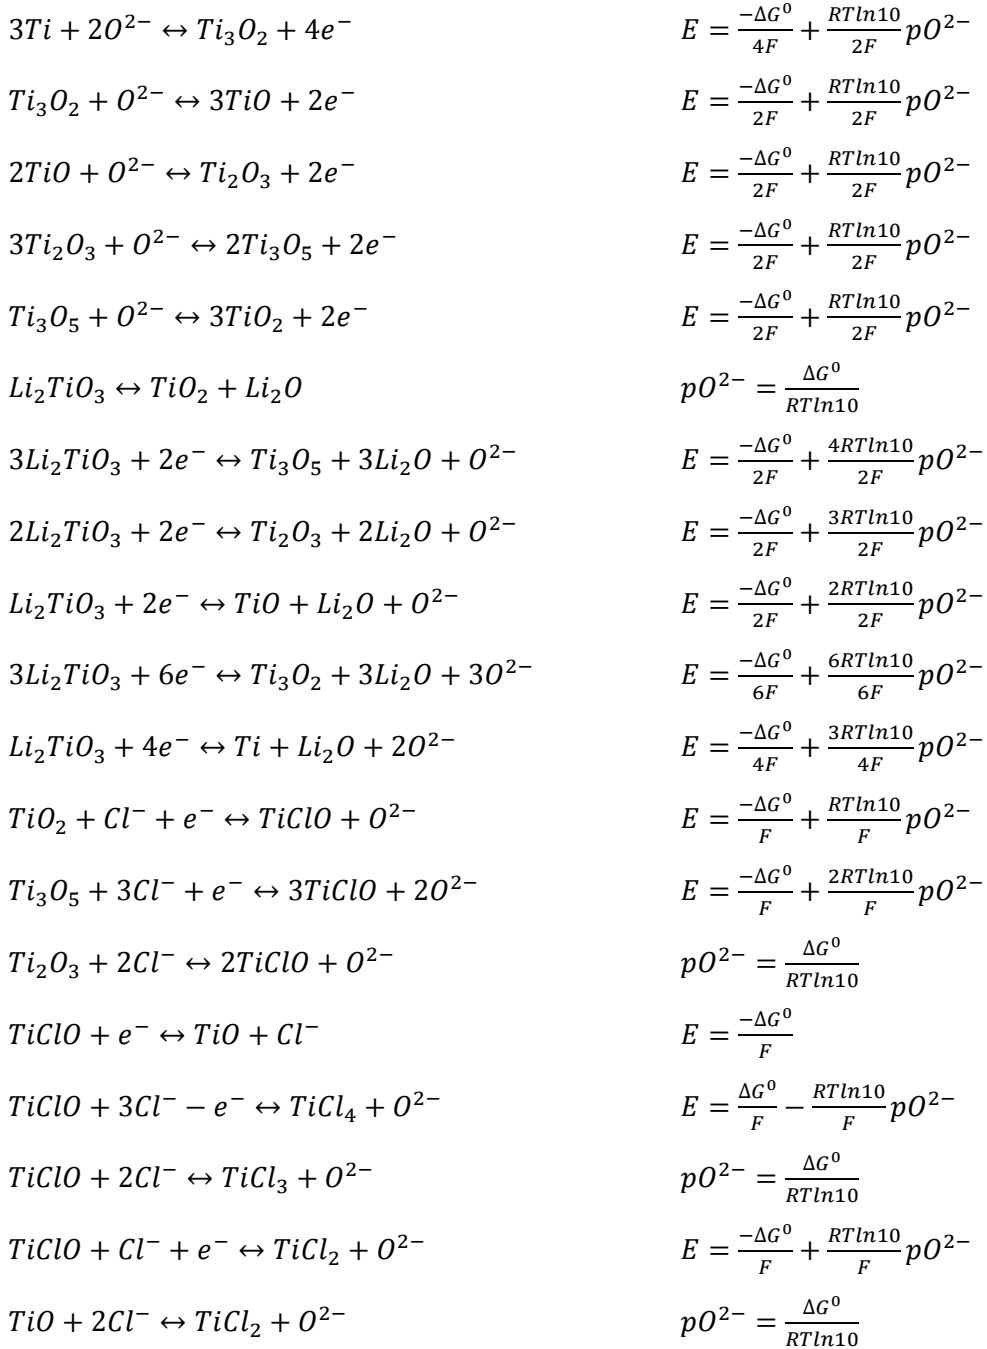 3Ti + 2O²⁻ ↔ Ti₃O₂ + 4e⁻    E = −ΔG⁰/4F + RTln10/2F pO²⁻
Ti₃O₂ + O²⁻ ↔ 3TiO + 2e⁻    E = −ΔG⁰/2F + RTln10/2F pO²⁻
2TiO + O²⁻ ↔ Ti₂O₃ + 2e⁻    E = −ΔG⁰/2F + RTln10/2F pO²⁻
3Ti₂O₃ + O²⁻ ↔ 2Ti₃O₅ + 2e⁻    E = −ΔG⁰/2F + RTln10/2F pO²⁻
Ti₃O₅ + O²⁻ ↔ 3TiO₂ + 2e⁻    E = −ΔG⁰/2F + RTln10/2F pO²⁻
Li₂TiO₃ ↔ TiO₂ + Li₂O    pO²⁻ = ΔG⁰/RTln10
3Li₂TiO₃ + 2e⁻ ↔ Ti₃O₅ + 3Li₂O + O²⁻    E = −ΔG⁰/2F + 4RTln10/2F pO²⁻
2Li₂TiO₃ + 2e⁻ ↔ Ti₂O₃ + 2Li₂O + O²⁻    E = −ΔG⁰/2F + 3RTln10/2F pO²⁻
Li₂TiO₃ + 2e⁻ ↔ TiO + Li₂O + O²⁻    E = −ΔG⁰/2F + 2RTln10/2F pO²⁻
3Li₂TiO₃ + 6e⁻ ↔ Ti₃O₂ + 3Li₂O + 3O²⁻    E = −ΔG⁰/6F + 6RTln10/6F pO²⁻
Li₂TiO₃ + 4e⁻ ↔ Ti + Li₂O + 2O²⁻    E = −ΔG⁰/4F + 3RTln10/4F pO²⁻
TiO₂ + Cl⁻ + e⁻ ↔ TiClO + O²⁻    E = −ΔG⁰/F + RTln10/F pO²⁻
Ti₃O₅ + 3Cl⁻ + e⁻ ↔ 3TiClO + 2O²⁻    E = −ΔG⁰/F + 2RTln10/F pO²⁻
Ti₂O₃ + 2Cl⁻ ↔ 2TiClO + O²⁻    pO²⁻ = ΔG⁰/RTln10
TiClO + e⁻ ↔ TiO + Cl⁻    E = −ΔG⁰/F
TiClO + 3Cl⁻ − e⁻ ↔ TiCl₄ + O²⁻    E = ΔG⁰/F − RTln10/F pO²⁻
TiClO + 2Cl⁻ ↔ TiCl₃ + O²⁻    pO²⁻ = ΔG⁰/RTln10
TiClO + Cl⁻ + e⁻ ↔ TiCl₂ + O²⁻    E = −ΔG⁰/F + RTln10/F pO²⁻
TiO + 2Cl⁻ ↔ TiCl₂ + O²⁻    pO²⁻ = ΔG⁰/RTln10